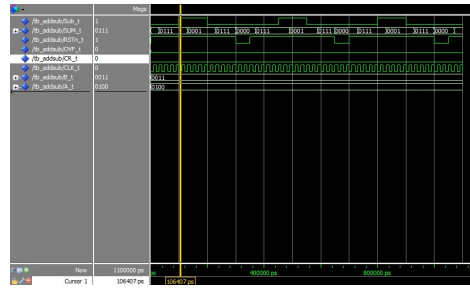 Msgs
/tb_addsub/Sub_t 1
/tb_addsub/SUM_t 0111 0111 0001 0111 0000 0111 0001 0111 0000 0111 0001 0111 0000
/tb_addsub/RSTn_t 1
/tb_addsub/OVF_t 0
/tb_addsub/CR_t 0
/tb_addsub/CLK_t 0
/tb_addsub/B_t 0011 0011
/tb_addsub/A_t 0100 0100
Now 1100000 ps ps 400000 ps 800000 ps
Cursor 1 106407 ps 106407 ps